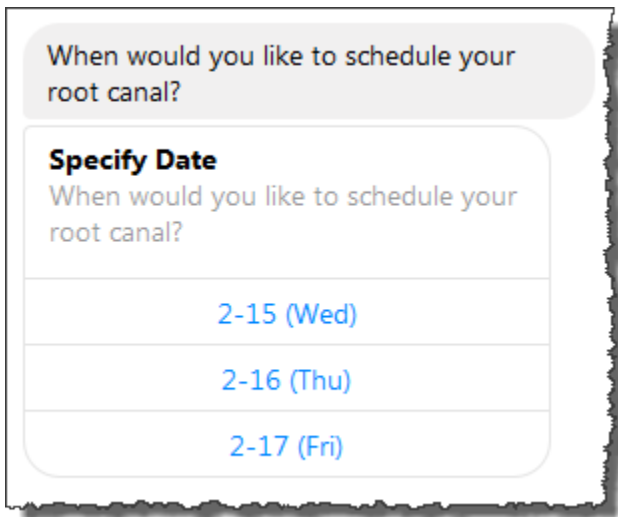 When would you like to schedule your
root canal?
Specify Date
When would you like to schedule your
root canal?
2-15 (Wed)
2-16 (Thu)
2-17 (Fri)